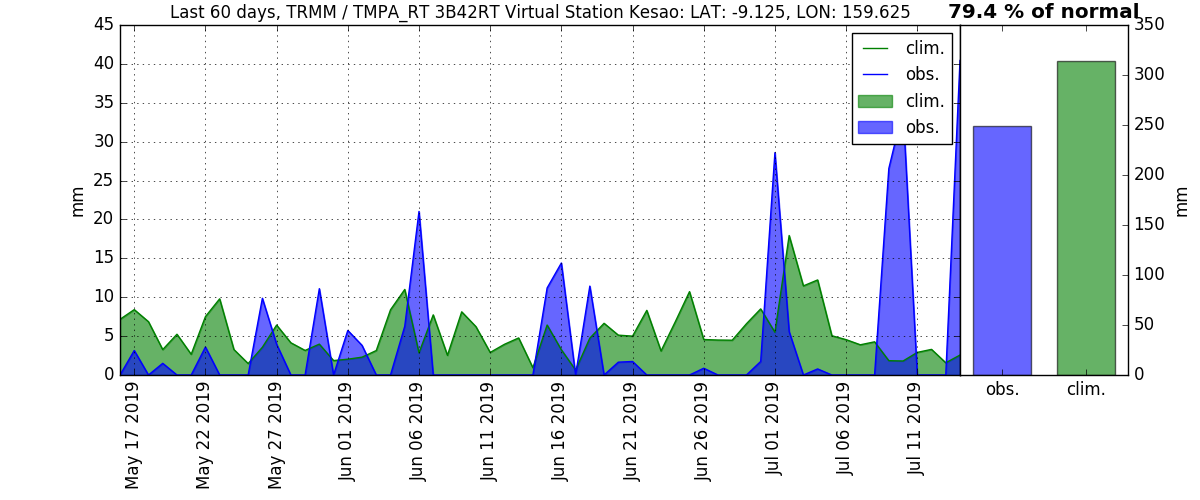 Last 60 days, TRMM / TMPA_RT 3B42RT Virtual Station Kesao: LAT: -9.125, LON: 159.625
79.4 % of normal
45
40
35
30
25
20
15
10
5
0
mm
clim.
obs.
clim.
obs.
350
300
250
200
150
100
50
0
mm
obs.
clim.
May 17 2019
May 22 2019
May 27 2019
Jun 01 2019
Jun 06 2019
Jun 11 2019
Jun 16 2019
Jun 21 2019
Jun 26 2019
Jul 01 2019
Jul 06 2019
Jul 11 2019